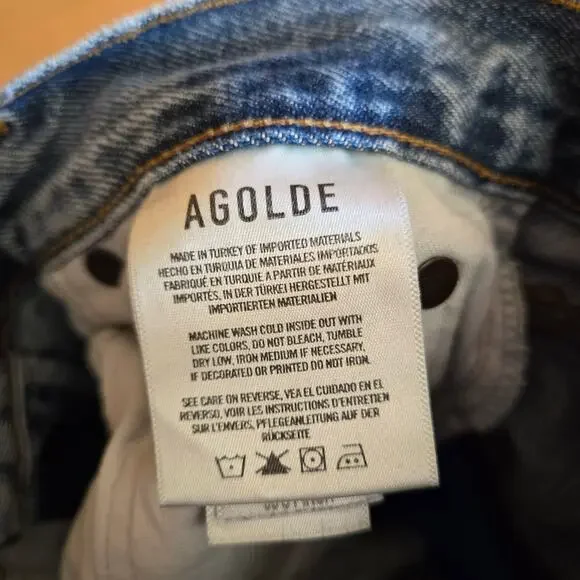 AGOLDE
MADE IN TURKEY OF IMPORTED MATERIALS
HECHO EN TURQUIA DE MATERIALES IMPORTADOS
FABRIQUÉ EN TURQUIE A PARTIR DE MATÉRIAUX
IMPORTÉS, IN DER TÜRKEI HERGESTELLT MIT
IMPORTIERTEN MATERIALIEN
MACHINE WASH COLD INSIDE OUT WITH
LIKE COLORS, DO NOT BLEACH, TUMBLE
DRY LOW, IRON MEDIUM IF NECESSARY.
IF DECORATED OR PRINTED DO NOT IRON.
SEE CARE ON REVERSE, VEA EL CUIDADO EN EL
REVERSO, VOIR LES INSTRUCTIONS D'ENTRETIEN
SUR L'ENVERS, PFLEGEANLEITUNG AUF DER
RÜCKSEITE